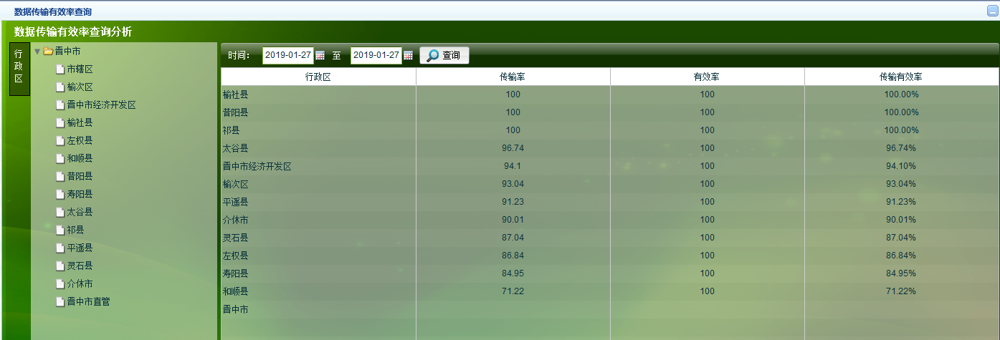 数据传输有效率查询
数据传输有效率查询分析
行政区
晋中市
市辖区
榆次区
晋中市经济开发区
榆社县
左权县
和顺县
昔阳县
寿阳县
太谷县
祁县
平遥县
灵石县
介休市
晋中市直管
时间： 2019-01-27 至 2019-01-27 查询
行政区 传输率 有效率 传输有效率
榆社县 100 100 100.00%
昔阳县 100 100 100.00%
祁县 100 100 100.00%
太谷县 96.74 100 96.74%
晋中市经济开发区 94.1 100 94.10%
榆次区 93.04 100 93.04%
平遥县 91.23 100 91.23%
介休市 90.01 100 90.01%
灵石县 87.04 100 87.04%
左权县 86.84 100 86.84%
寿阳县 84.95 100 84.95%
和顺县 71.22 100 71.22%
晋中市